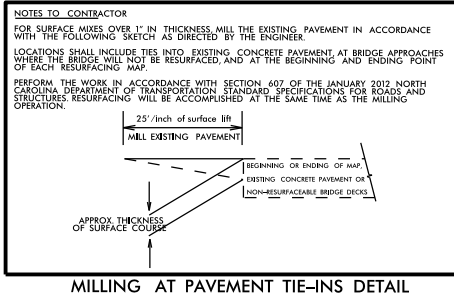 NOTES TO CONTRACTOR
FOR SURFACE MIXES OVER 1" IN THICKNESS, MILL THE EXISTING PAVEMENT IN ACCORDANCE
WITH THE FOLLOWING SKETCH AS DIRECTED BY THE ENGINEER.
LOCATIONS SHALL INCLUDE TIES INTO EXISTING CONCRETE PAVEMENT, AT BRIDGE APPROACHES
WHERE THE BRIDGE WILL NOT BE RESURFACED, AND AT THE BEGINNING AND ENDING POINT
OF EACH RESURFACING MAP.
PERFORM THE WORK IN ACCORDANCE WITH SECTION 607 OF THE JANUARY 2012 NORTH
CAROLINA DEPARTMENT OF TRANSPORTATION STANDARD SPECIFICATIONS FOR ROADS AND
STRUCTURES. RESURFACING WILL BE ACCOMPLISHED AT THE SAME TIME AS THE MILLING
OPERATION.
25'/inch of surface lift
MILL EXISTING PAVEMENT
BEGINNING OR ENDING OF MAP,
EXISTING CONCRETE PAVEMENT OR
NON-RESURFACEABLE BRIDGE DECKS
APPROX. THICKNESS
OF SURFACE COURSE
MILLING AT PAVEMENT TIE-INS DETAIL